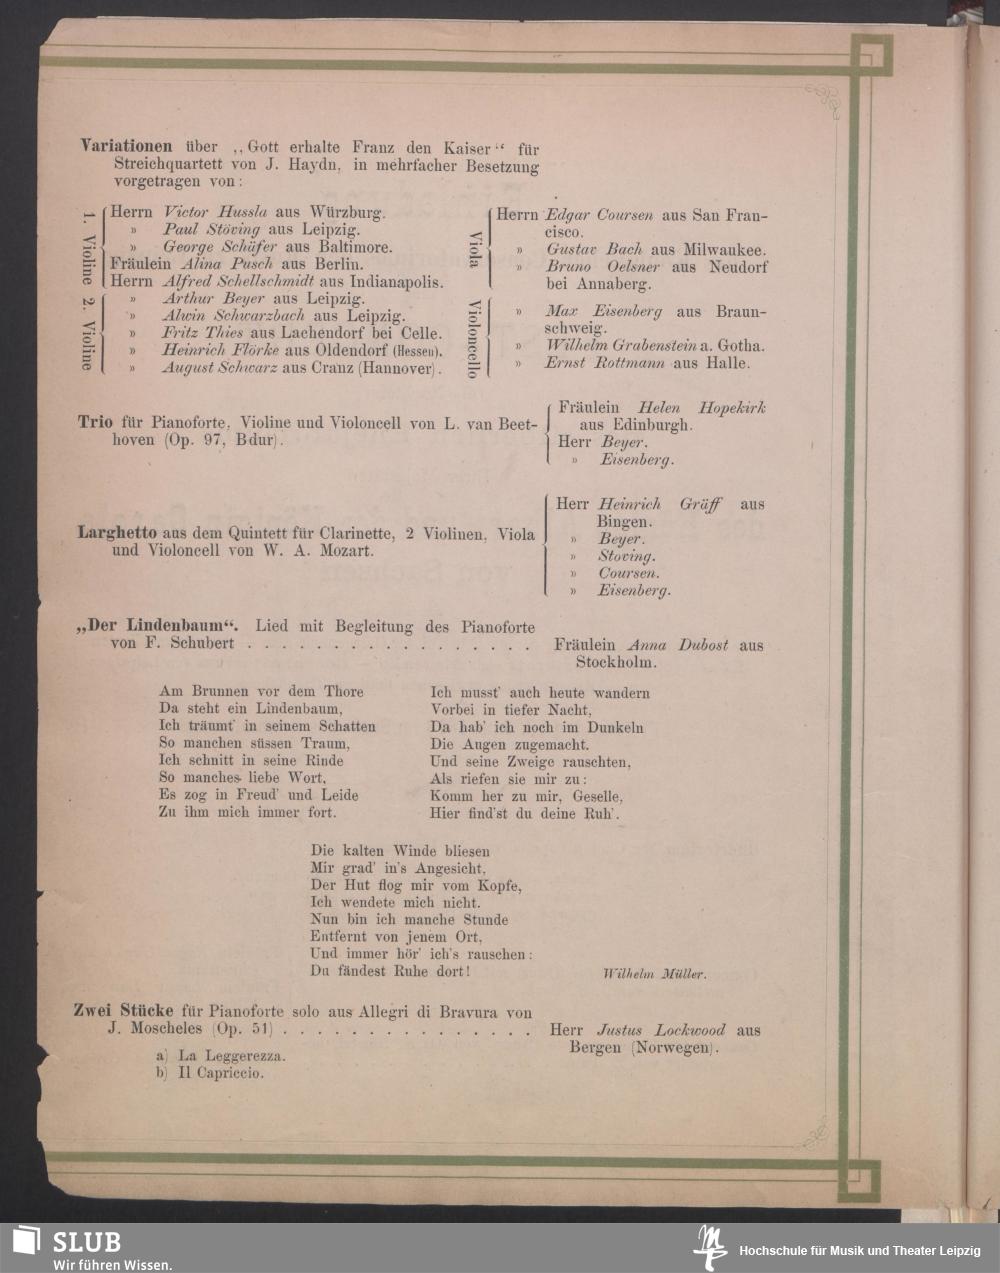 Variationen über ,,Gott erhalte Franz den Kaiser“ für
Streichquartett von J. Haydn, in mehrfacher Besetzung
vorgetragen von:
1. Violine
Herrn Victor Hussla aus Würzburg.
» Paul Stöving aus Leipzig.
» George Schäfer aus Baltimore.
Fräulein Alina Pusch aus Berlin.
Herrn Alfred Schellschmidt aus Indianapolis.
2. Violine
» Arthur Beyer aus Leipzig.
» Alwin Schwarzbach aus Leipzig.
» Fritz Thies aus Lachendorf bei Celle.
» Heinrich Flörke aus Oldendorf (Hessen).
» August Schwarz aus Cranz (Hannover).
Viola
Herrn Edgar Coursen aus San Fran-
cisco.
» Gustav Bach aus Milwaukee.
» Bruno Oelsner aus Neudorf
bei Annaberg.
Violoncello
» Max Eisenberg aus Braun-
schweig.
» Wilhelm Grabenstein a. Gotha.
» Ernst Rottmann aus Halle.
Trio für Pianoforte, Violine und Violoncell von L. van Beet-
hoven (Op. 97, Bdur).
Fräulein Helen Hopekirk
aus Edinburgh.
Herr Beyer.
» Eisenberg.
Larghetto aus dem Quintett für Clarinette, 2 Violinen, Viola
und Violoncell von W. A. Mozart.
Herr Heinrich Gräff aus
Bingen.
» Beyer.
» Stoving.
» Coursen.
» Eisenberg.
„Der Lindenbaum“. Lied mit Begleitung des Pianoforte
von F. Schubert . . . . . . . . . . . . . . . . . Fräulein Anna Dubost aus
Stockholm.
Am Brunnen vor dem Thore
Da steht ein Lindenbaum,
Ich träumt' in seinem Schatten
So manchen süssen Traum,
Ich schnitt in seine Rinde
So manches liebe Wort,
Es zog in Freud' und Leide
Zu ihm mich immer fort.
Ich musst' auch heute wandern
Vorbei in tiefer Nacht,
Da hab' ich noch im Dunkeln
Die Augen zugemacht.
Und seine Zweige rauschten,
Als riefen sie mir zu:
Komm her zu mir, Geselle,
Hier find'st du deine Ruh'.
Die kalten Winde bliesen
Mir grad' in's Angesicht,
Der Hut flog mir vom Kopfe,
Ich wendete mich nicht.
Nun bin ich manche Stunde
Entfernt von jenem Ort,
Und immer hör' ich's rauschen:
Du fändest Ruhe dort!
Wilhelm Müller.
Zwei Stücke für Pianoforte solo aus Allegri di Bravura von
J. Moscheles (Op. 51) . . . . . . . . . . . . . . . Herr Justus Lockwood aus
Bergen (Norwegen).
a) La Leggerezza.
b) Il Capriccio.
SLUB
Wir führen Wissen.
Hochschule für Musik und Theater Leipzig